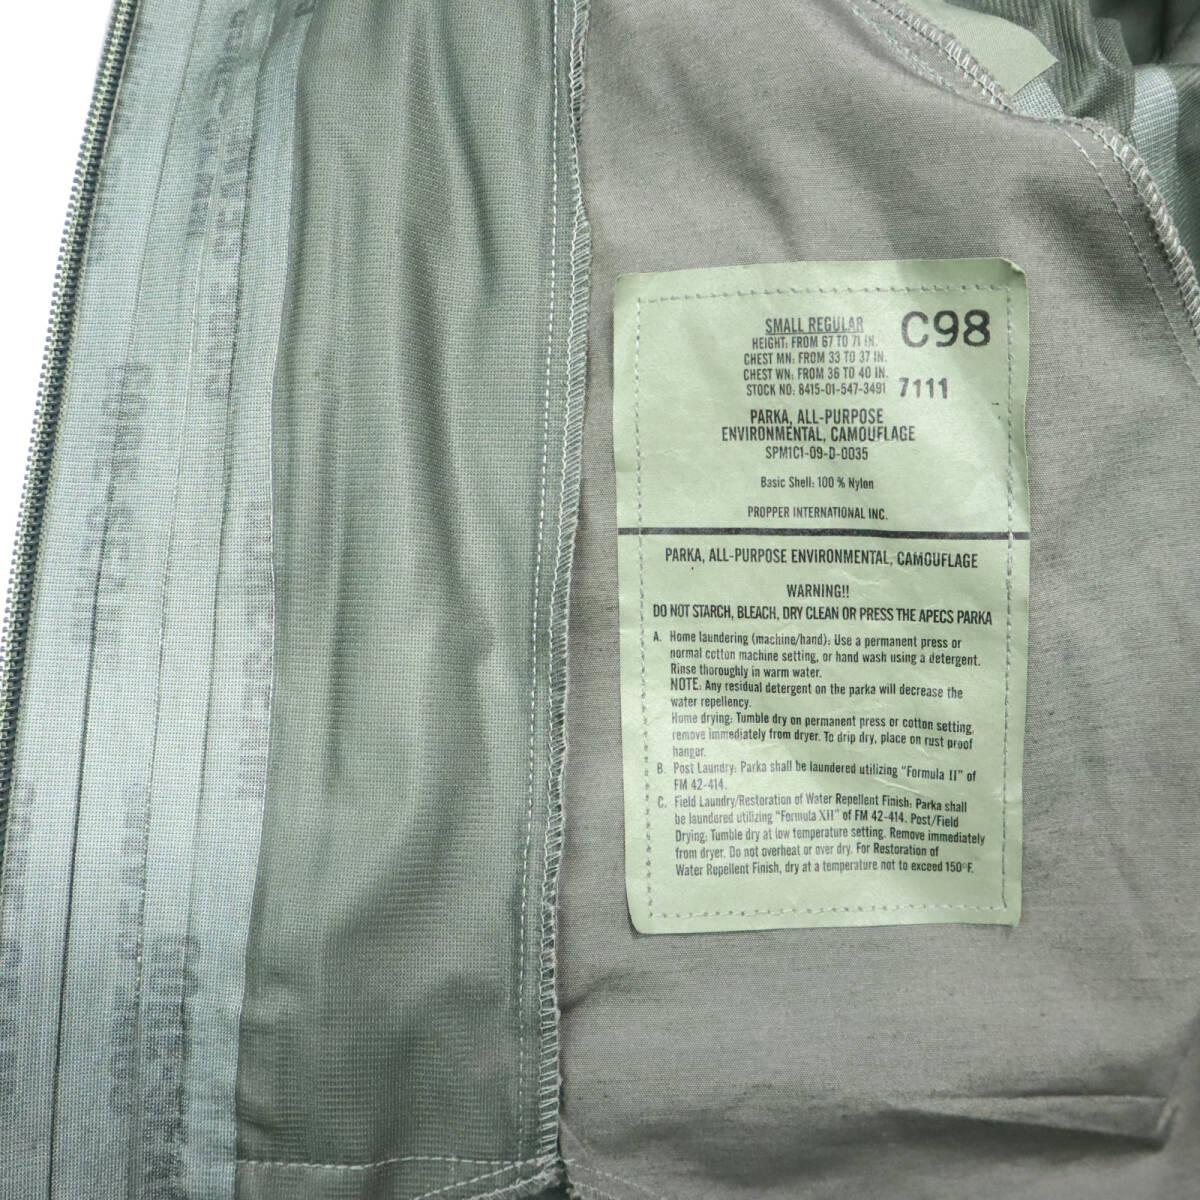 SMALL REGULAR
HEIGHT: FROM 67 TO 71 IN.
CHEST MN: FROM 33 TO 37 IN.
CHEST WN: FROM 36 TO 40 IN.
STOCK NO: 8415-01-547-3491
C98
7111
PARKA, ALL-PURPOSE
ENVIRONMENTAL, CAMOUFLAGE
SPM1C1-09-D-0035
Basic Shell: 100 % Nylon
PROPPER INTERNATIONAL INC.
PARKA, ALL-PURPOSE ENVIRONMENTAL, CAMOUFLAGE
WARNING!!
DO NOT STARCH, BLEACH, DRY CLEAN OR PRESS THE APECS PARKA
A. Home laundering (machine/hand): Use a permanent press or
normal cotton machine setting, or hand wash using a detergent.
Rinse thoroughly in warm water.
NOTE: Any residual detergent on the parka will decrease the
water repellency.
Home drying: Tumble dry on permanent press or cotton setting,
remove immediately from dryer. To drip dry, place on rust proof
hanger.
B. Post Laundry: Parka shall be laundered utilizing "Formula II" of
FM 42-414.
C. Field Laundry/Restoration of Water Repellent Finish: Parka shall
be laundered utilizing "Formula XII" of FM 42-414. Post/Field
Drying: Tumble dry at low temperature setting. Remove immediately
from dryer. Do not overheat or over dry. For Restoration of
Water Repellent Finish, dry at a temperature not to exceed 150°F.